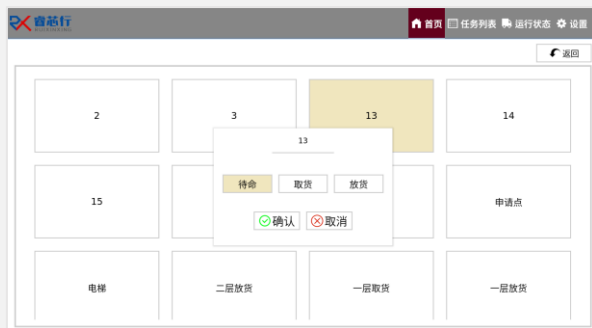 睿芯行
首页 任务列表 运行状态 设置
返回
2 3 13 14
13
待命 取货 放货
15 申请点
确认 取消
电梯 二层放货 一层取货 一层放货